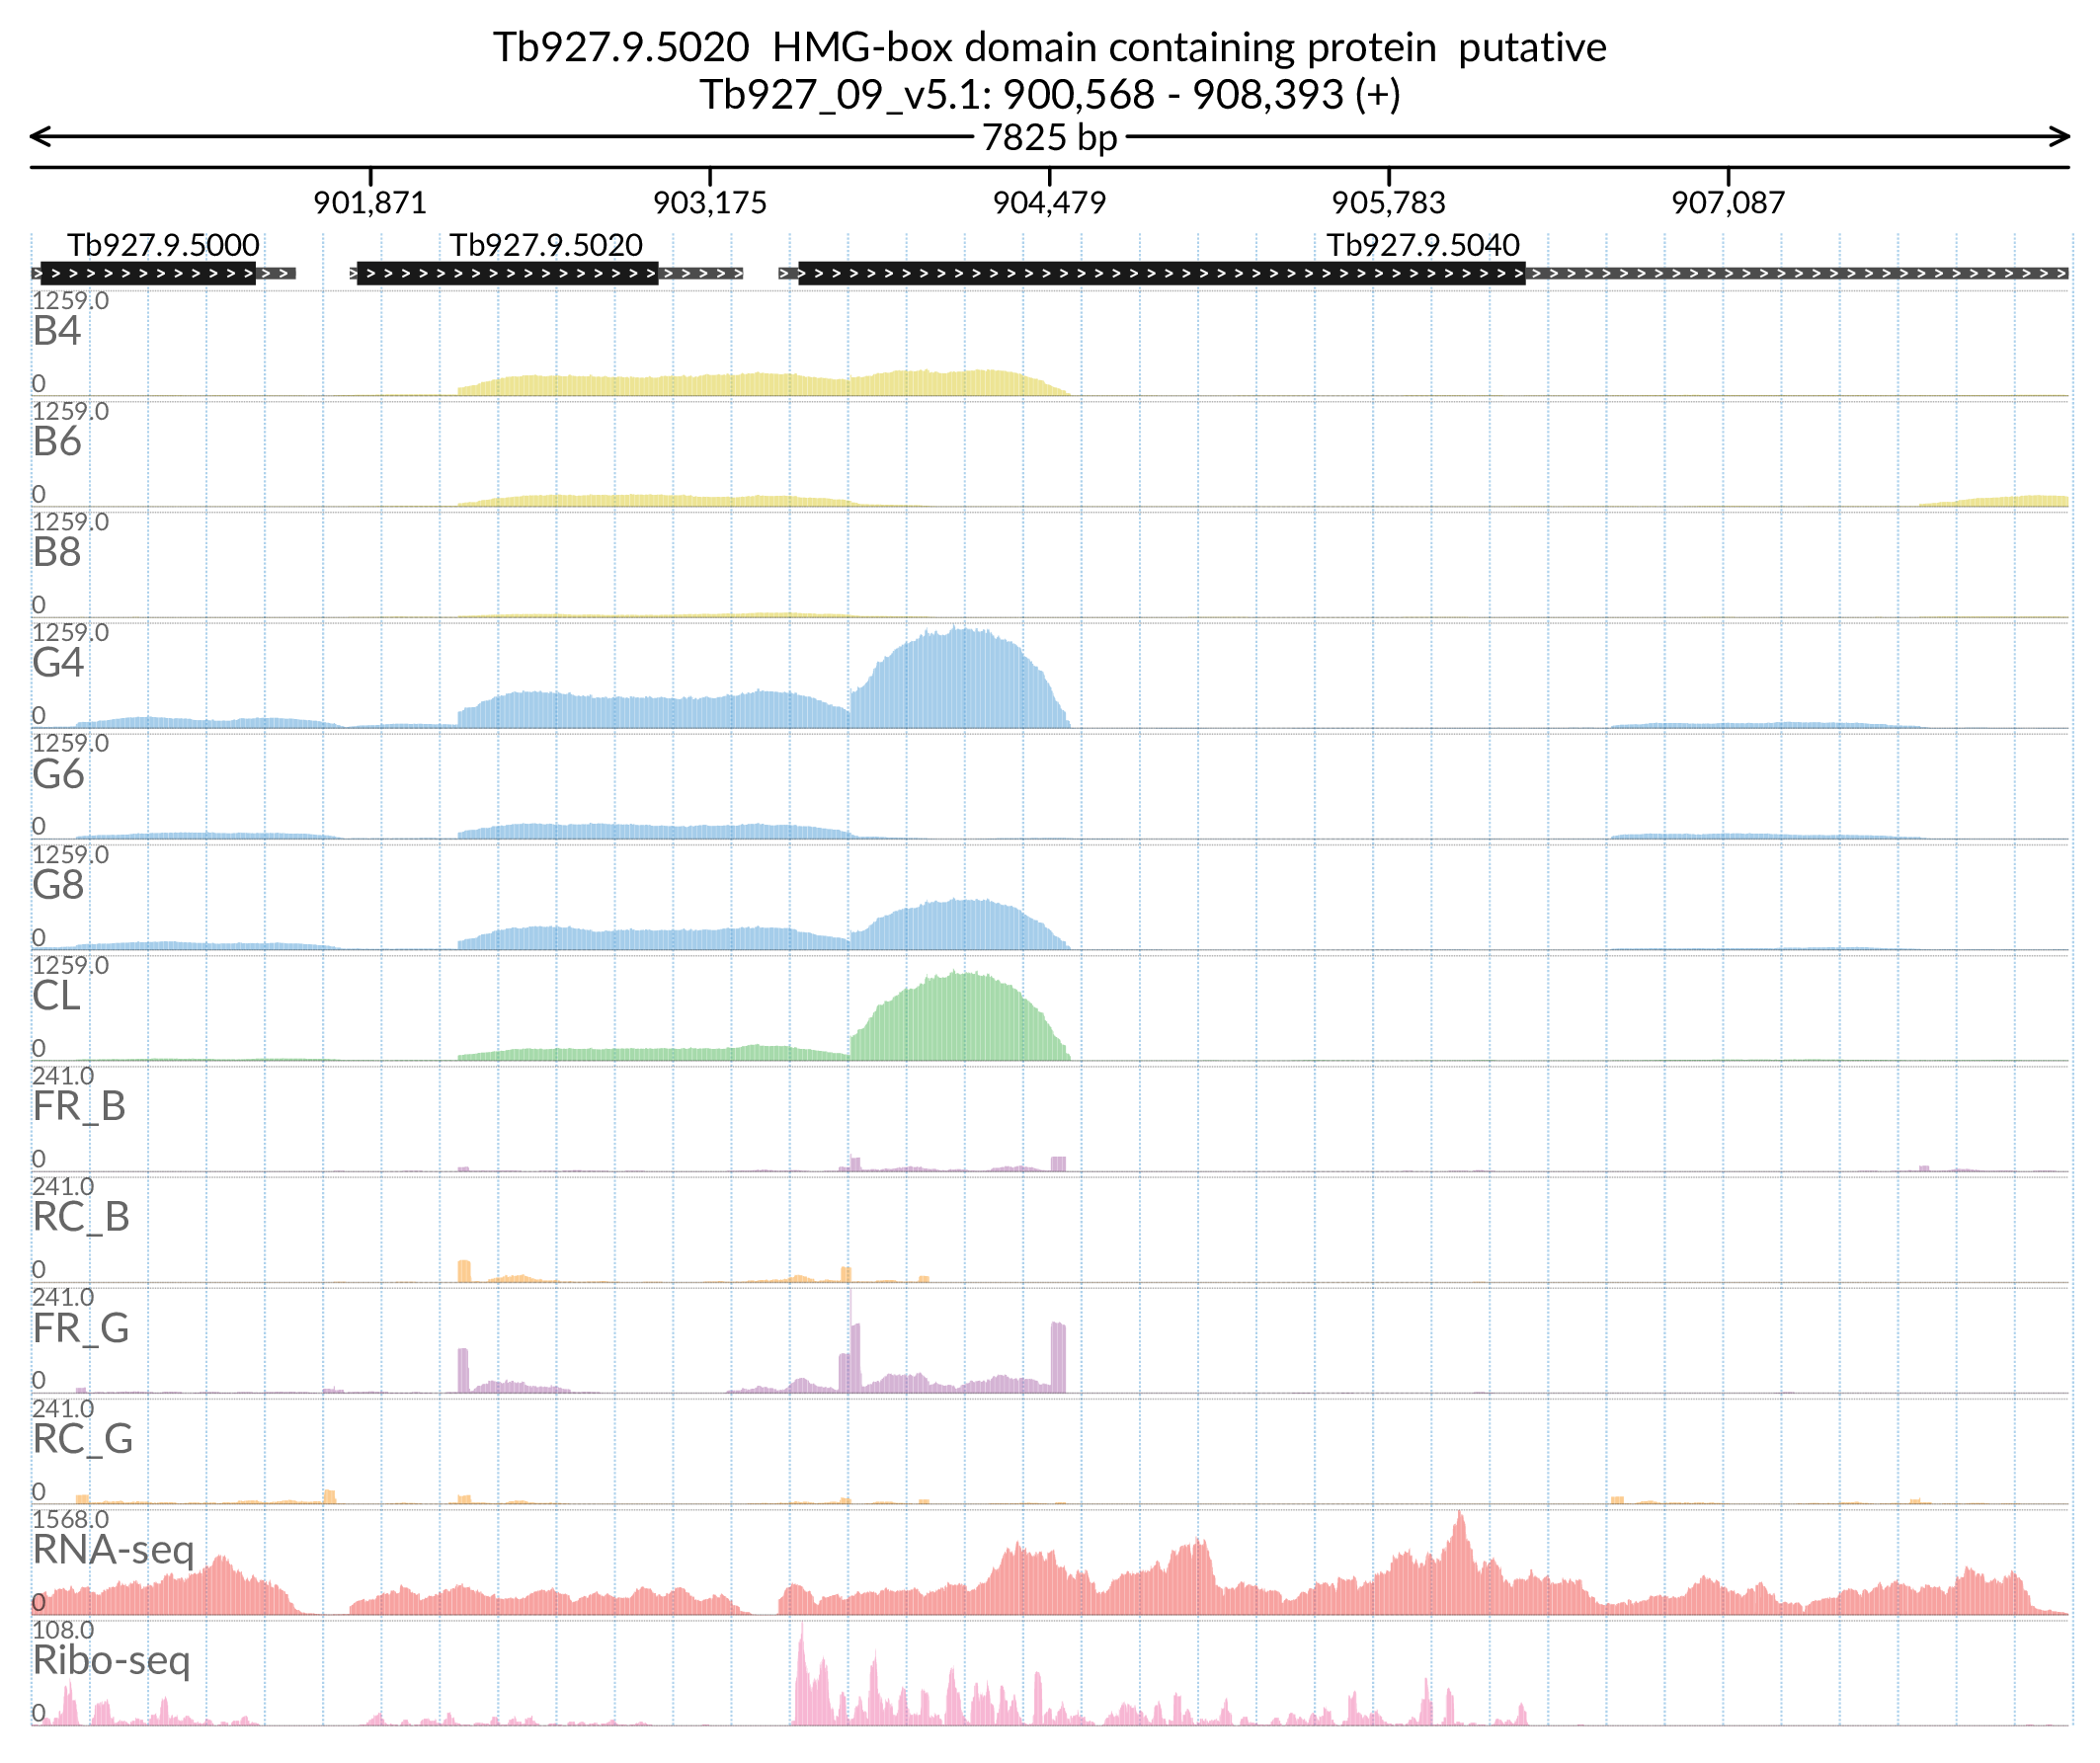 Tb927.9.5020  HMG-box domain containing protein  putative
Tb927_09_v5.1: 900,568 - 908,393 (+)
7825 bp
901,871 903,175 904,479 905,783 907,087
Tb927.9.5000 Tb927.9.5020 Tb927.9.5040
1259.0
B4
0
1259.0
B6
0
1259.0
B8
0
1259.0
G4
0
1259.0
G6
0
1259.0
G8
0
1259.0
CL
0
241.0
FR_B
0
241.0
RC_B
0
241.0
FR_G
0
241.0
RC_G
0
1568.0
RNA-seq
0
108.0
Ribo-seq
0